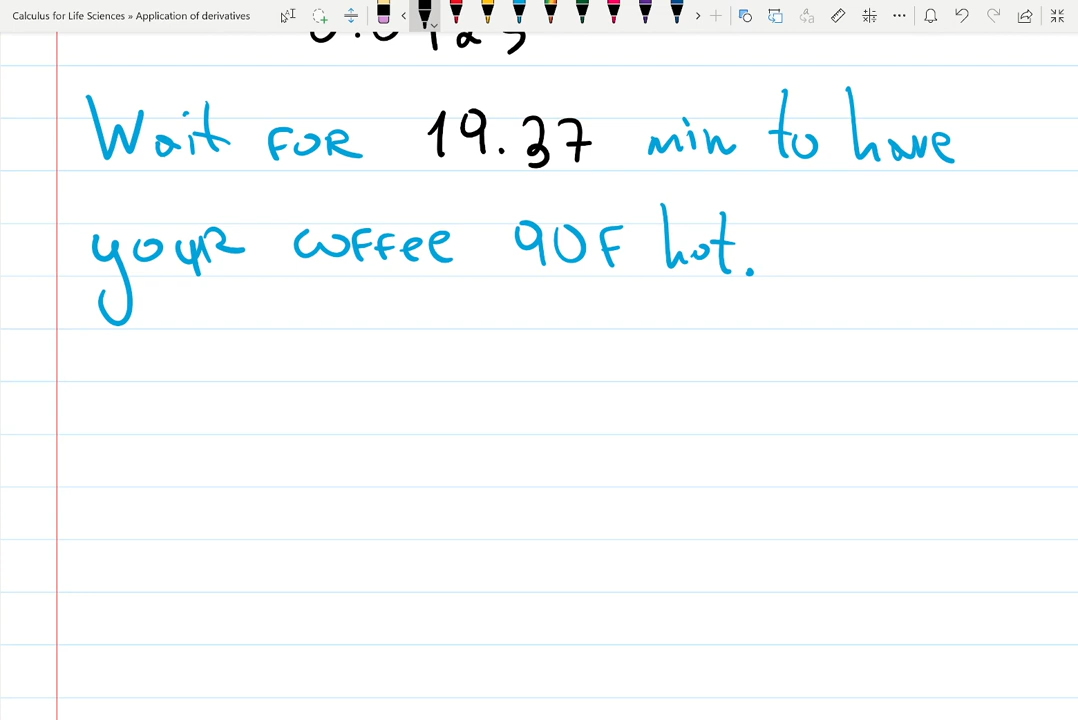 Calculus for Life Sciences » Application of derivatives
Wait for 19.37 min to have
your coffee 90F hot.